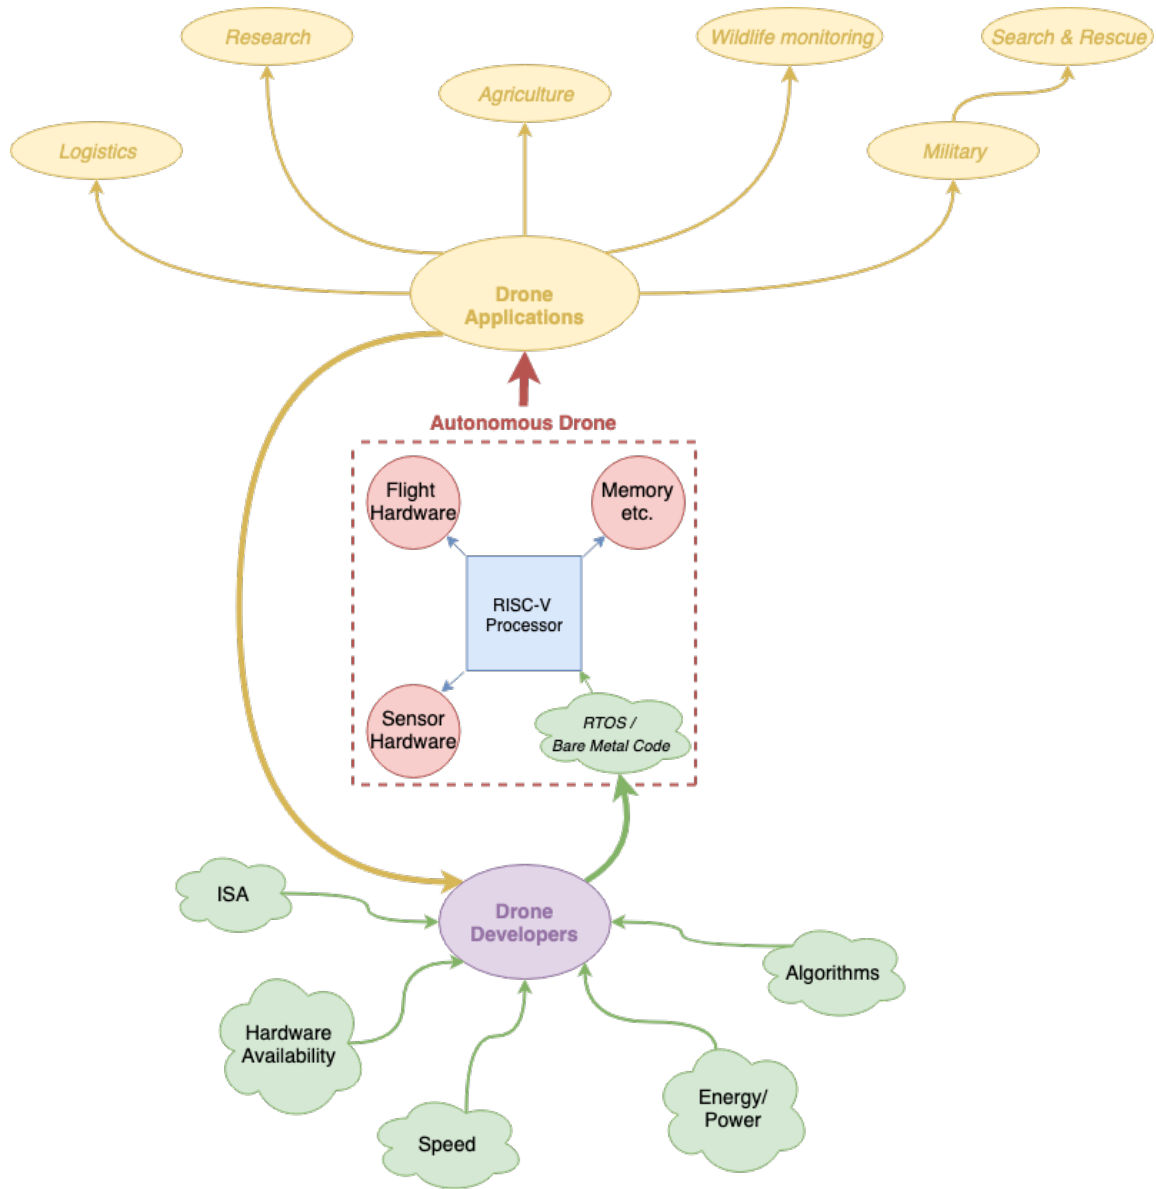 Research
Wildlife monitoring
Search & Rescue
Agriculture
Logistics
Military
Drone
Applications
Autonomous Drone
Flight
Hardware
Memory
etc.
RISC-V
Processor
Sensor
Hardware
RTOS /
Bare Metal Code
ISA
Drone
Developers
Algorithms
Hardware
Availability
Energy/
Power
Speed